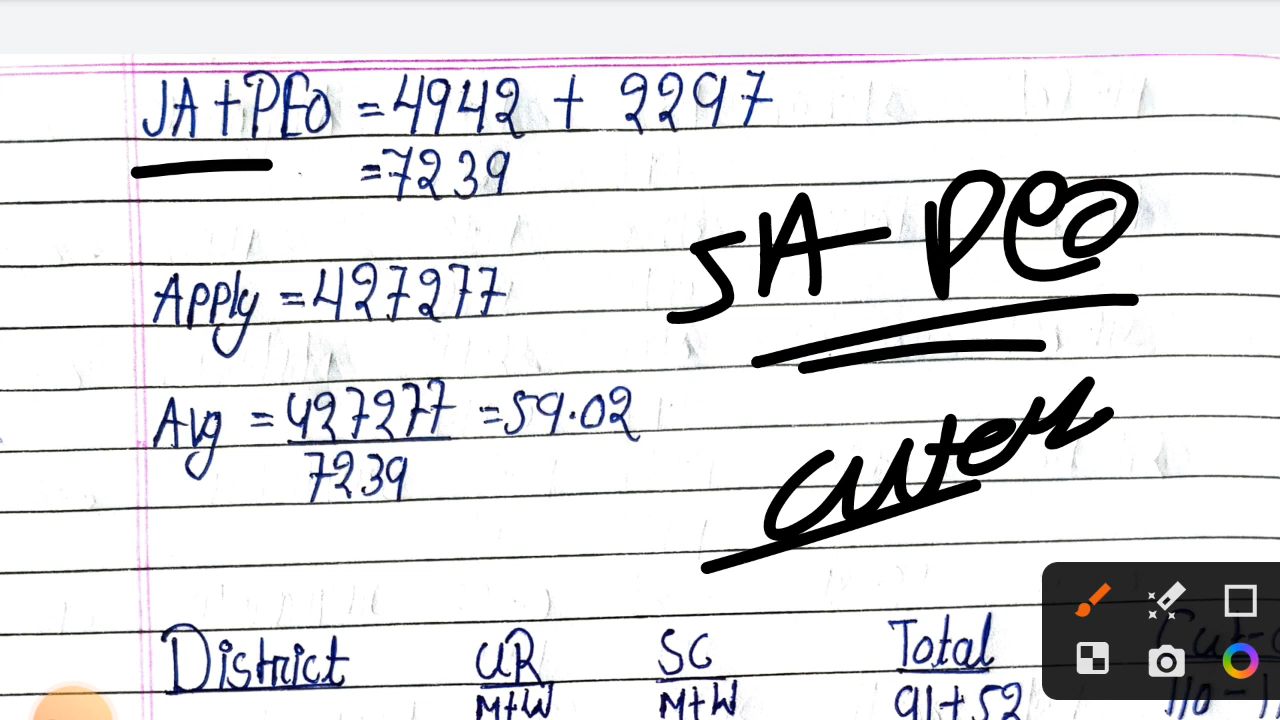 JA+PEO = 4942 + 2297
= 7239
JA - PEO
Apply = 427277
Avg = 427277 = 59.02
7239
cutoff
District UR SC Total
M+W M+W 91+52